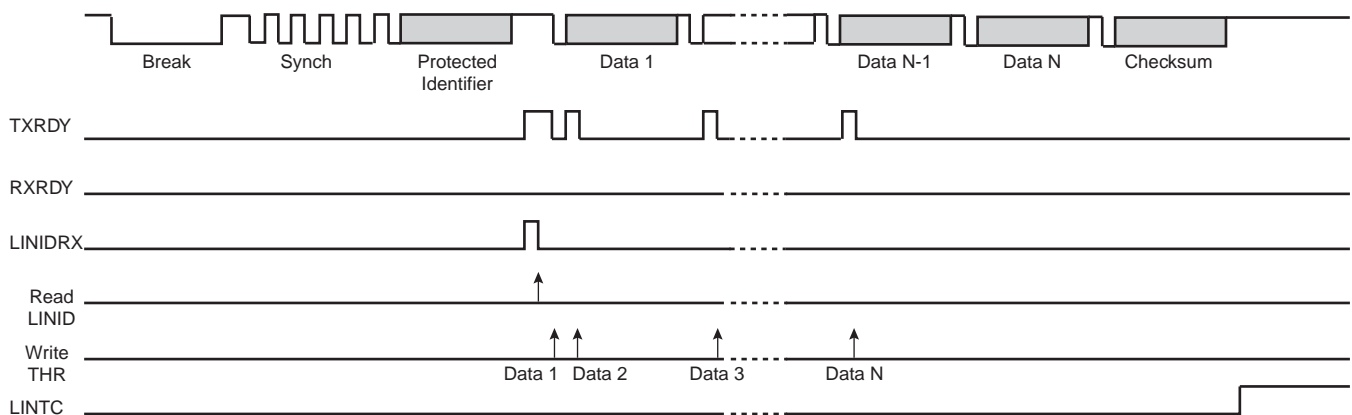 Break Synch Protected Identifier Data 1 Data N-1 Data N Checksum
TXRDY
RXRDY
LINIDRX
Read
LINID
Write
THR
Data 1 Data 2 Data 3 Data N
LINTC